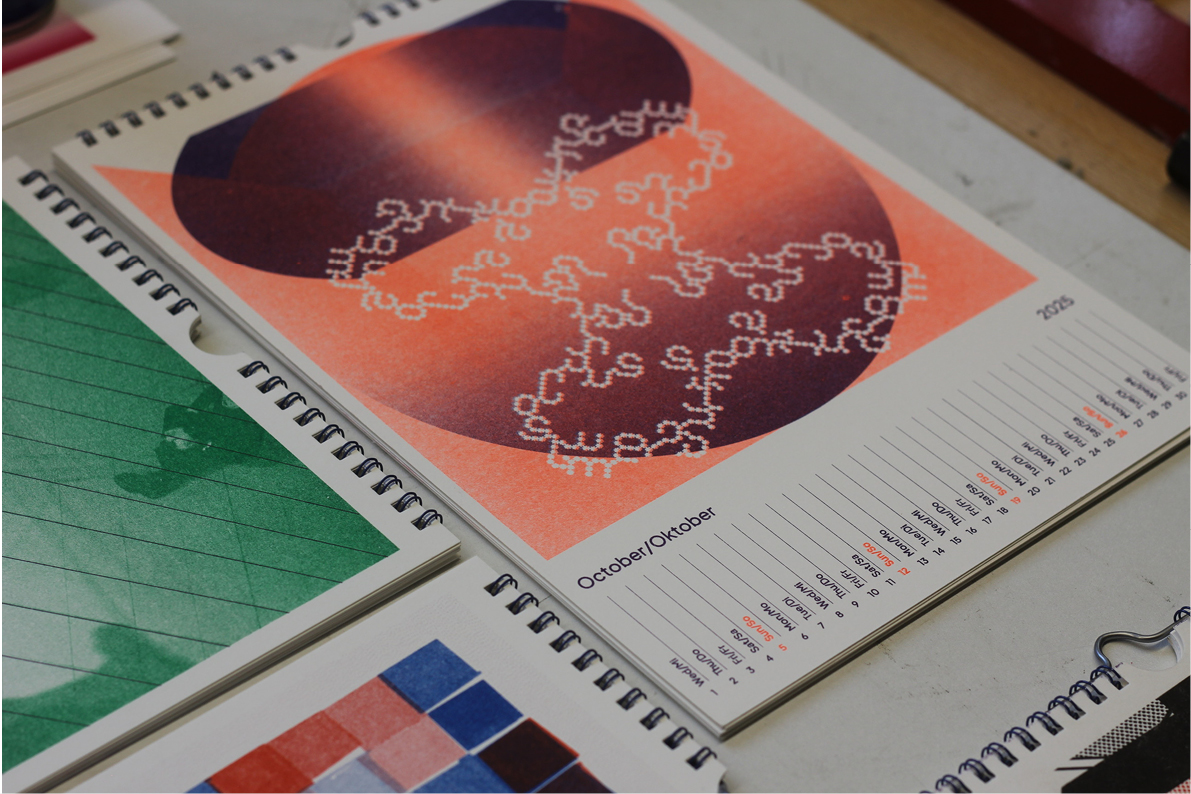 October/Oktober
2025
Wed/Mi 1
Thu/Do 2
Fri/Fr 3
Sat/Sa 4
Sun/So 5
Mon/Mo 6
Tue/Di 7
Wed/Mi 8
Thu/Do 9
Fri/Fr 10
Sat/Sa 11
Sun/So 12
Mon/Mo 13
Tue/Di 14
Wed/Mi 15
Thu/Do 16
Fri/Fr 17
Sat/Sa 18
Sun/So 19
Mon/Mo 20
Tue/Di 21
Wed/Mi 22
Thu/Do 23
Fri/Fr 24
Sat/Sa 25
Sun/So 26
Mon/Mo 27
Tue/Di 28
Wed/Mi 29
Thu/Do 30
Fri/Fr